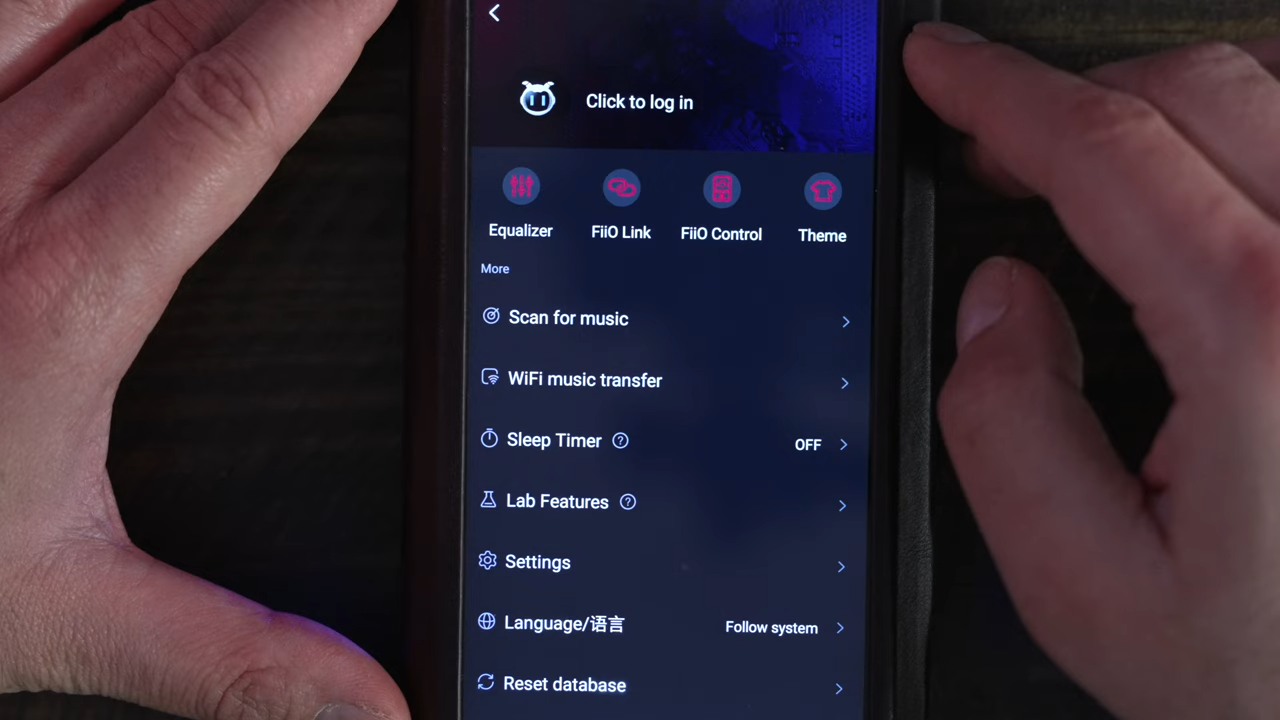 Click to log in
Equalizer
FiiO Link
FiiO Control
Theme
More
Scan for music
WiFi music transfer
Sleep Timer ?
OFF
Lab Features ?
Settings
Language/语言
Follow system
Reset database